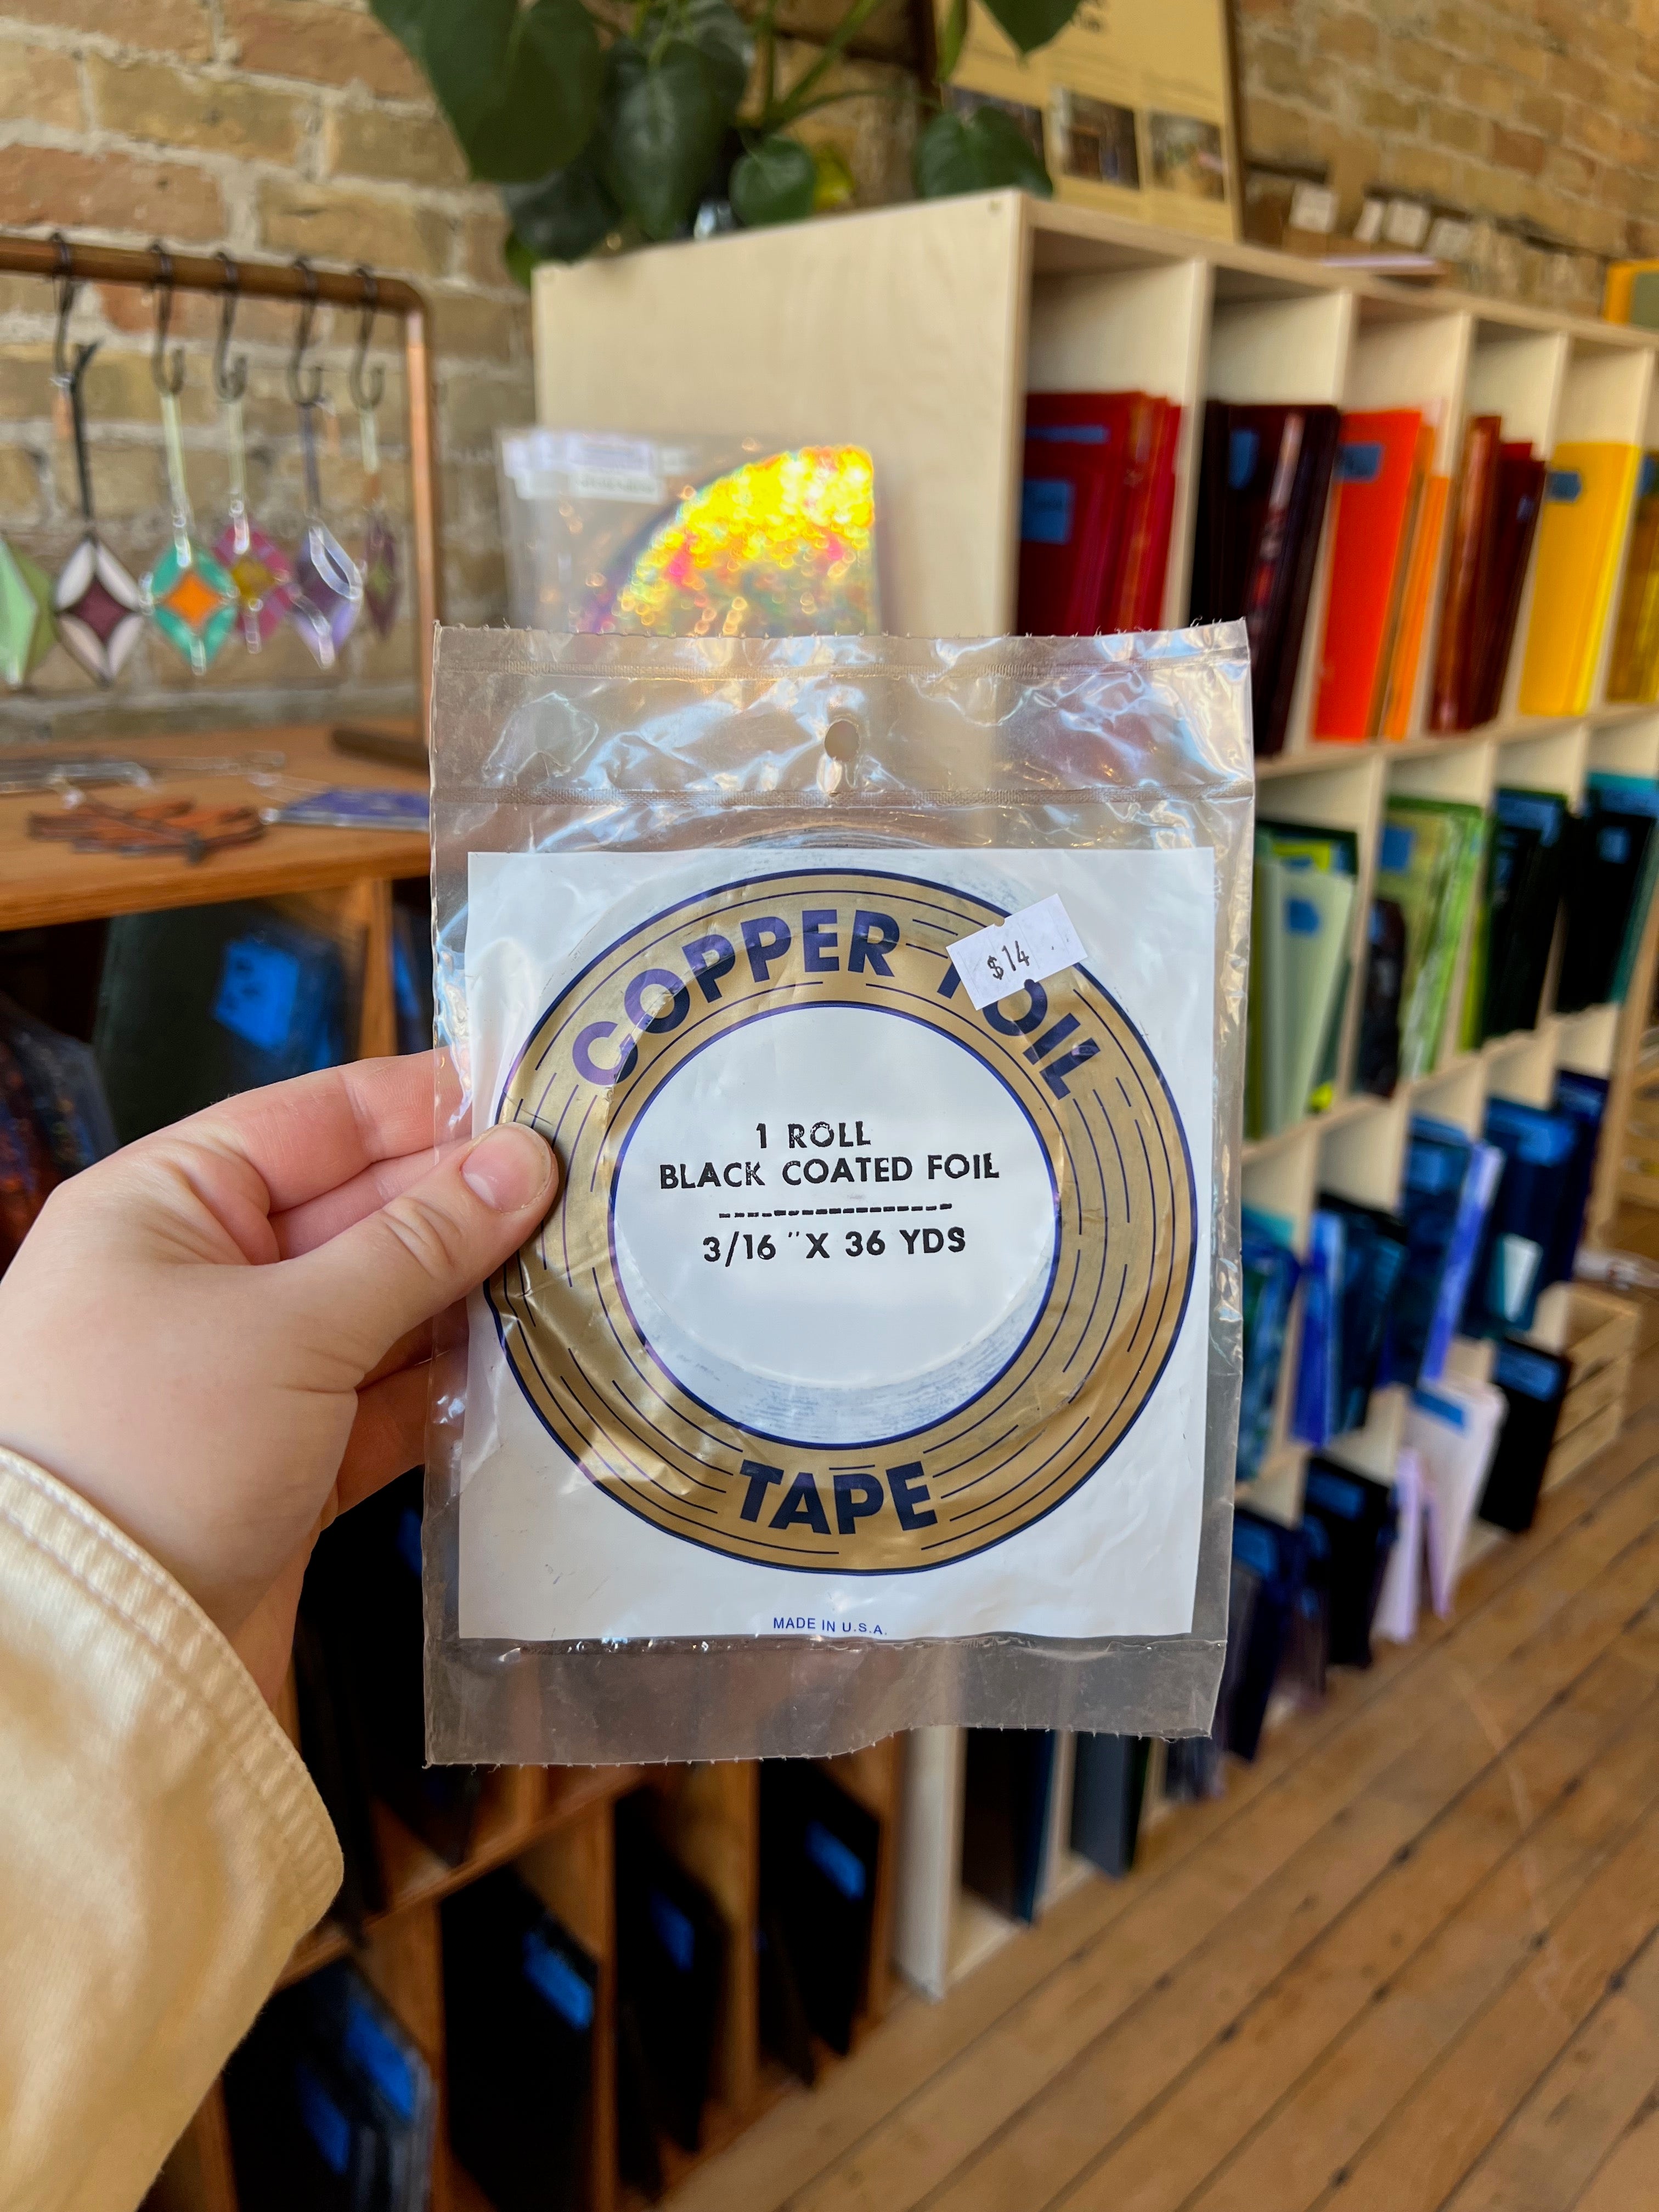 COPPER FOIL
$14
1 ROLL
BLACK COATED FOIL
3/16 "X 36 YDS
TAPE
MADE IN U.S.A.